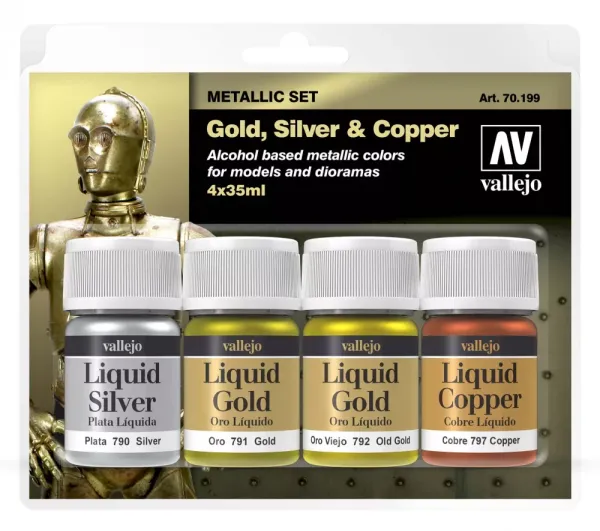 METALLIC SET
Art. 70.199
Gold, Silver & Copper
Alcohol based metallic colors
for models and dioramas
4x35ml
AV
vallejo
vallejo
Liquid
Silver
Plata Líquida
Plata 790 Silver
vallejo
Liquid
Gold
Oro Líquido
Oro 791 Gold
vallejo
Liquid
Gold
Oro Líquido
Oro Viejo 792 Old Gold
vallejo
Liquid
Copper
Cobre Líquido
Cobre 797 Copper